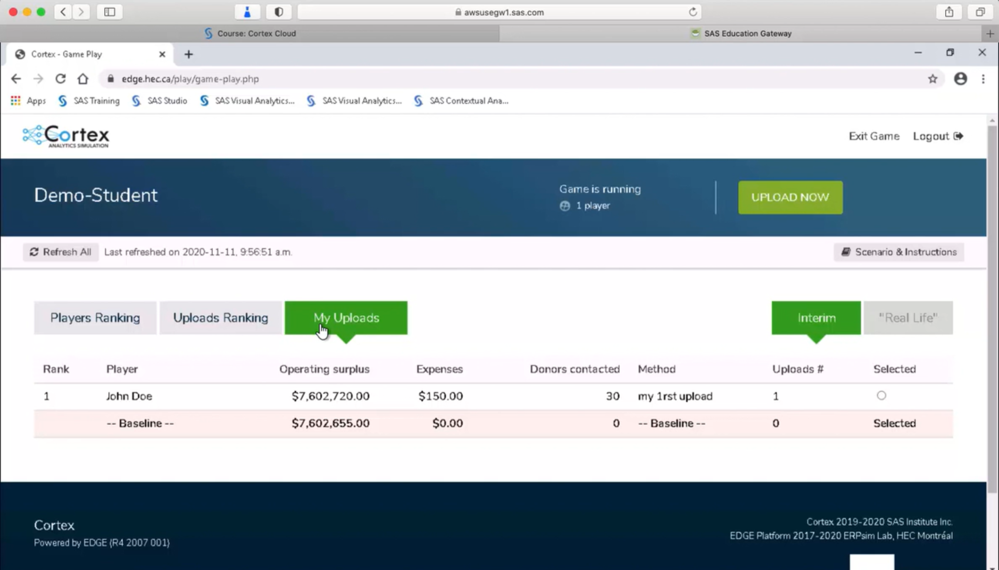 awsusegw1.sas.com
Course: Cortex Cloud
SAS Education Gateway
Cortex - Game Play
edge.hec.ca/play/game-play.php
Apps SAS Training SAS Studio SAS Visual Analytics... SAS Visual Analytics... SAS Contextual Ana...
Cortex
ANALYTICS SIMULATION
Exit Game Logout
Demo-Student
Game is running
1 player
UPLOAD NOW
Refresh All Last refreshed on 2020-11-11, 9:56:51 a.m.
Scenario & Instructions
Players Ranking Uploads Ranking My Uploads Interim "Real Life"
Rank Player Operating surplus Expenses Donors contacted Method Uploads # Selected
1 John Doe $7,602,720.00 $150.00 30 my 1rst upload 1
-- Baseline -- $7,602,655.00 $0.00 0 -- Baseline -- 0 Selected
Cortex
Powered by EDGE (R4 2007 001)
Cortex 2019-2020 SAS Institute Inc.
EDGE Platform 2017-2020 ERPsim Lab, HEC Montréal